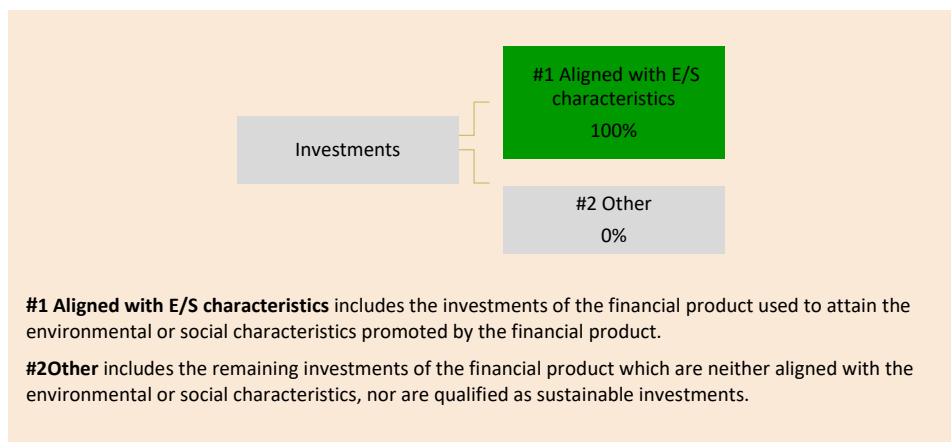 #1 Aligned with E/S
characteristics
100%
Investments
#2 Other
0%
#1 Aligned with E/S characteristics includes the investments of the financial product used to attain the
environmental or social characteristics promoted by the financial product.
#2Other includes the remaining investments of the financial product which are neither aligned with the
environmental or social characteristics, nor are qualified as sustainable investments.